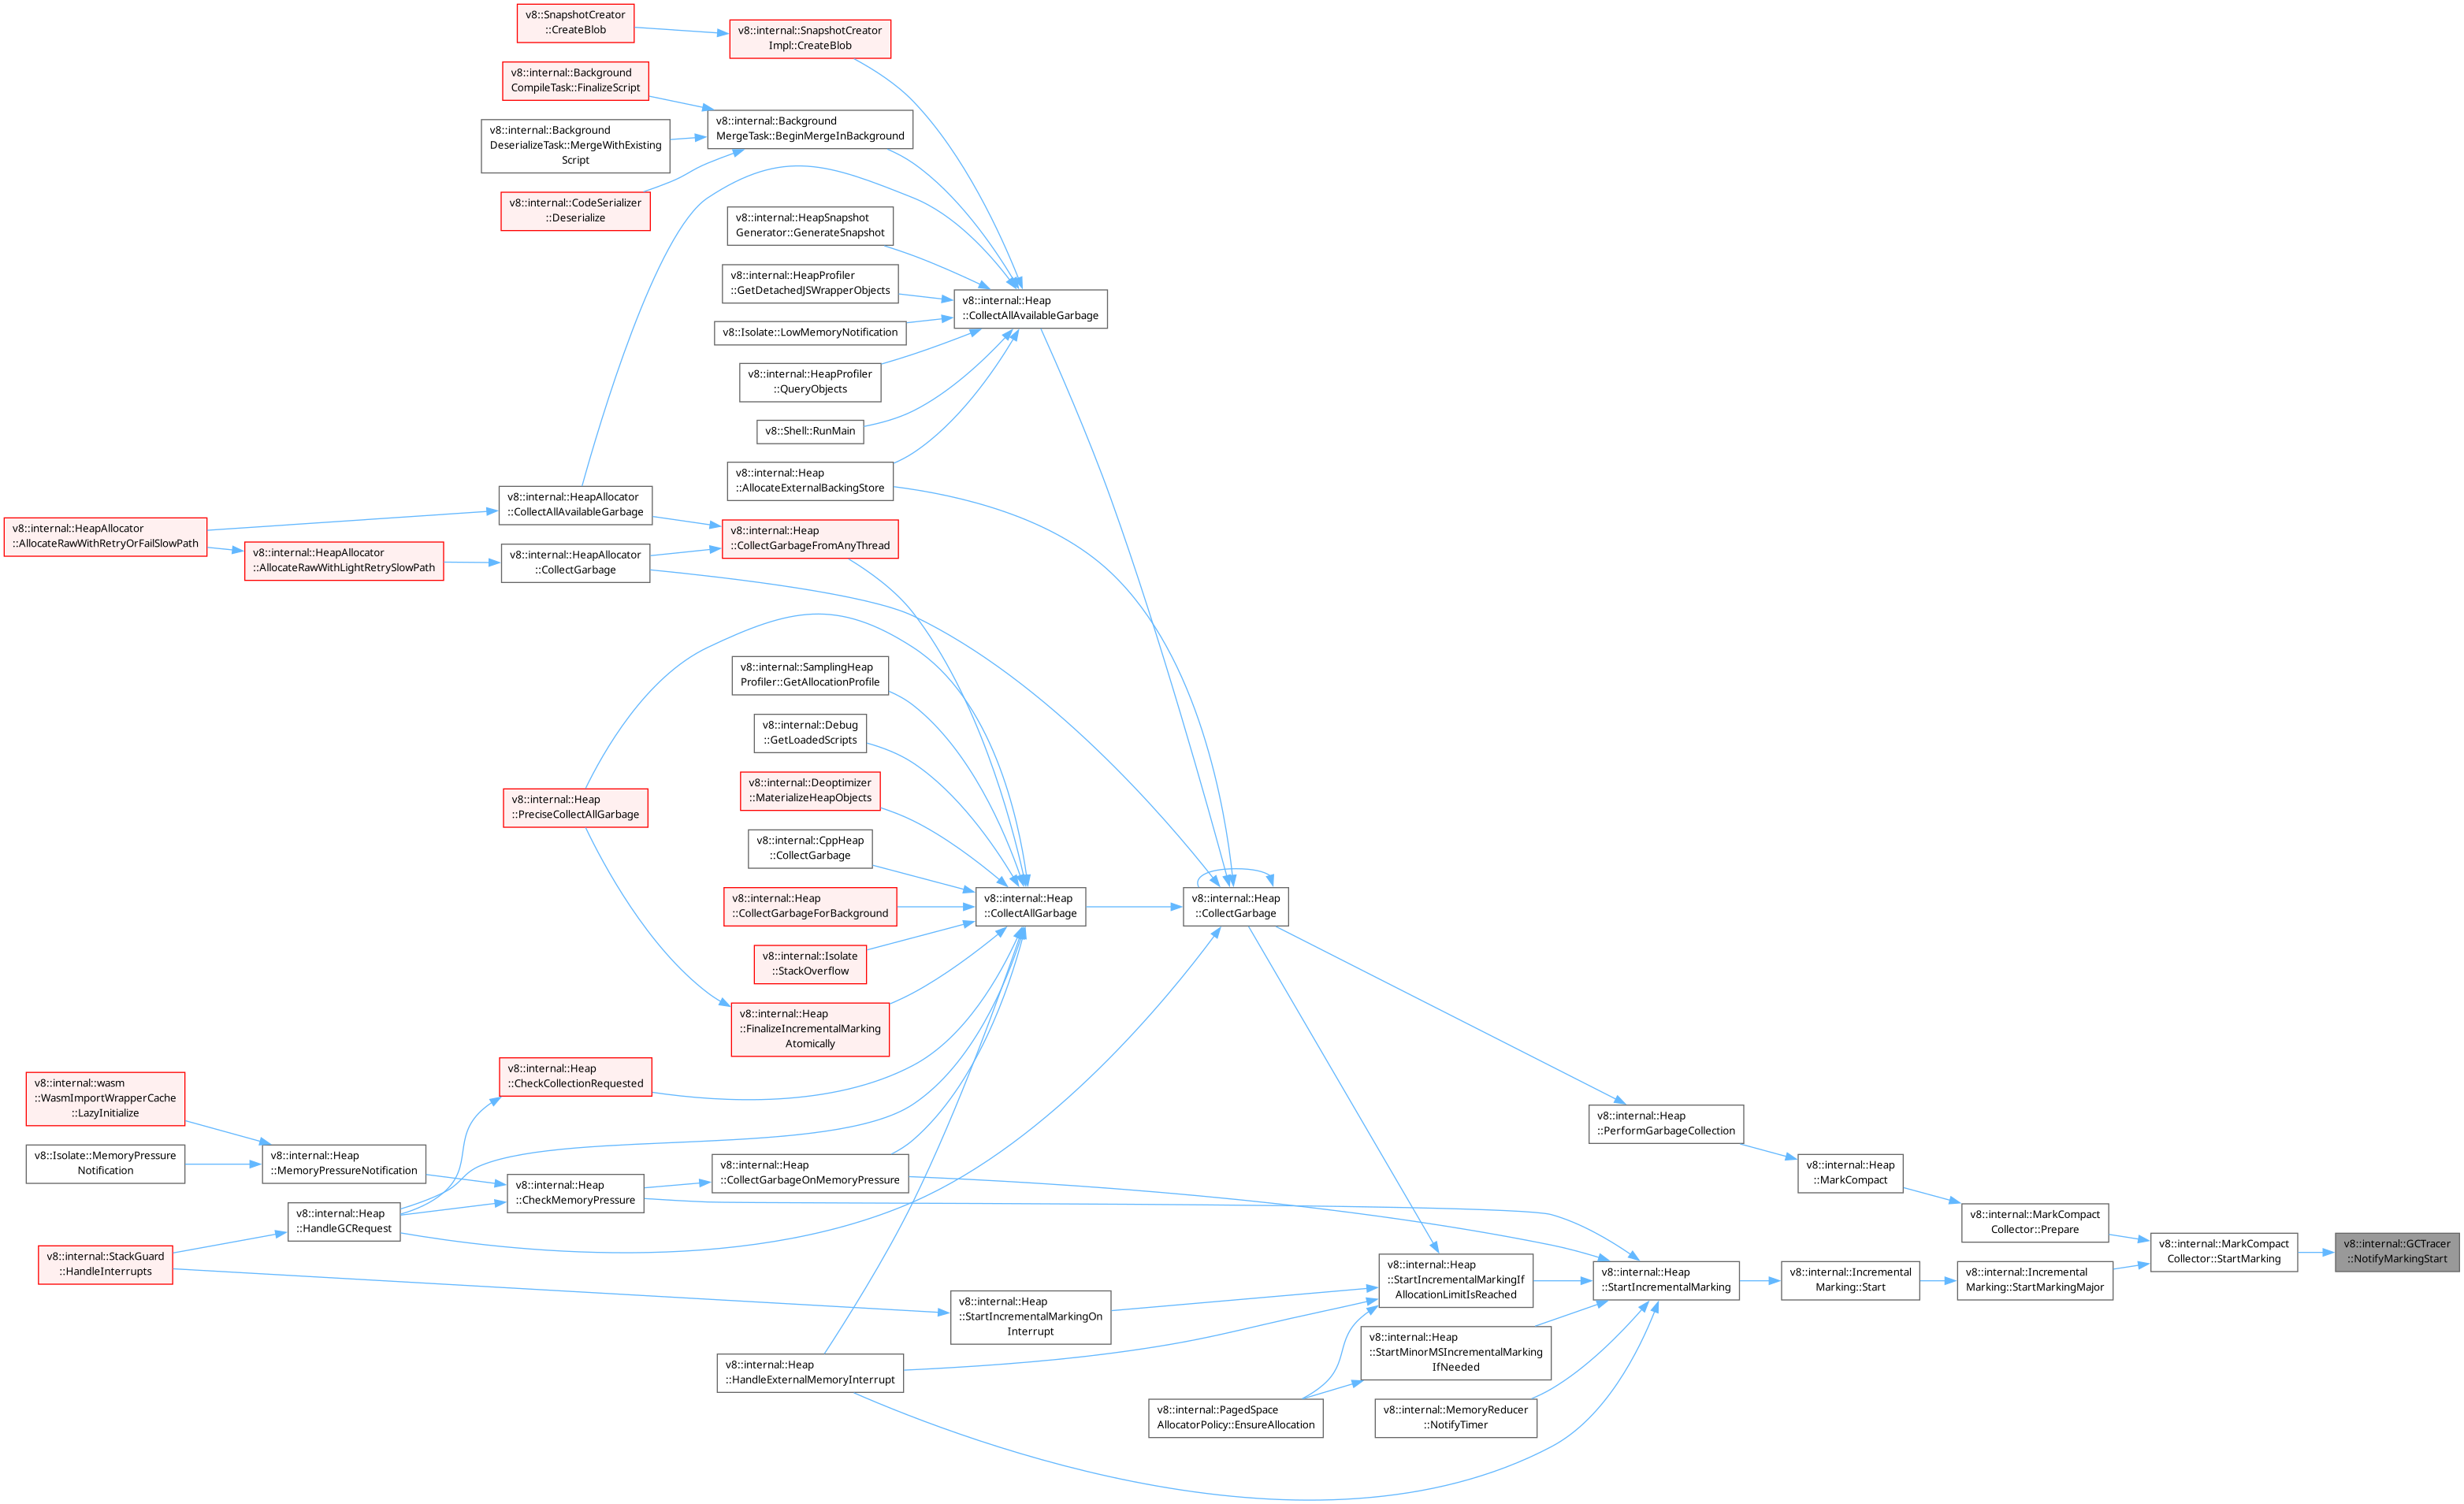 v8::SnapshotCreator
::CreateBlob
v8::internal::SnapshotCreator
Impl::CreateBlob
v8::internal::Background
CompileTask::FinalizeScript
v8::internal::Background
MergeTask::BeginMergeInBackground
v8::internal::Background
DeserializeTask::MergeWithExisting
Script
v8::internal::CodeSerializer
::Deserialize
v8::internal::HeapSnapshot
Generator::GenerateSnapshot
v8::internal::HeapProfiler
::GetDetachedJSWrapperObjects
v8::internal::Heap
::CollectAllAvailableGarbage
v8::Isolate::LowMemoryNotification
v8::internal::HeapProfiler
::QueryObjects
v8::Shell::RunMain
v8::internal::Heap
::AllocateExternalBackingStore
v8::internal::HeapAllocator
::CollectAllAvailableGarbage
v8::internal::HeapAllocator
::AllocateRawWithRetryOrFailSlowPath
v8::internal::Heap
::CollectGarbageFromAnyThread
v8::internal::HeapAllocator
::AllocateRawWithLightRetrySlowPath
v8::internal::HeapAllocator
::CollectGarbage
v8::internal::SamplingHeap
Profiler::GetAllocationProfile
v8::internal::Debug
::GetLoadedScripts
v8::internal::Deoptimizer
::MaterializeHeapObjects
v8::internal::Heap
::PreciseCollectAllGarbage
v8::internal::CppHeap
::CollectGarbage
v8::internal::Heap
::CollectGarbageForBackground
v8::internal::Heap
::CollectAllGarbage
v8::internal::Heap
::CollectGarbage
v8::internal::Isolate
::StackOverflow
v8::internal::Heap
::FinalizeIncrementalMarking
Atomically
v8::internal::Heap
::CheckCollectionRequested
v8::internal::wasm
::WasmImportWrapperCache
::LazyInitialize
v8::internal::Heap
::PerformGarbageCollection
v8::Isolate::MemoryPressure
Notification
v8::internal::Heap
::MemoryPressureNotification
v8::internal::Heap
::CollectGarbageOnMemoryPressure
v8::internal::Heap
::CheckMemoryPressure
v8::internal::Heap
::MarkCompact
v8::internal::Heap
::HandleGCRequest
v8::internal::MarkCompact
Collector::Prepare
v8::internal::StackGuard
::HandleInterrupts
v8::internal::MarkCompact
Collector::StartMarking
v8::internal::GCTracer
::NotifyMarkingStart
v8::internal::Heap
::StartIncrementalMarkingIf
AllocationLimitIsReached
v8::internal::Heap
::StartIncrementalMarking
v8::internal::Incremental
Marking::Start
v8::internal::Incremental
Marking::StartMarkingMajor
v8::internal::Heap
::StartIncrementalMarkingOn
Interrupt
v8::internal::Heap
::StartMinorMSIncrementalMarking
IfNeeded
v8::internal::Heap
::HandleExternalMemoryInterrupt
v8::internal::PagedSpace
AllocatorPolicy::EnsureAllocation
v8::internal::MemoryReducer
::NotifyTimer